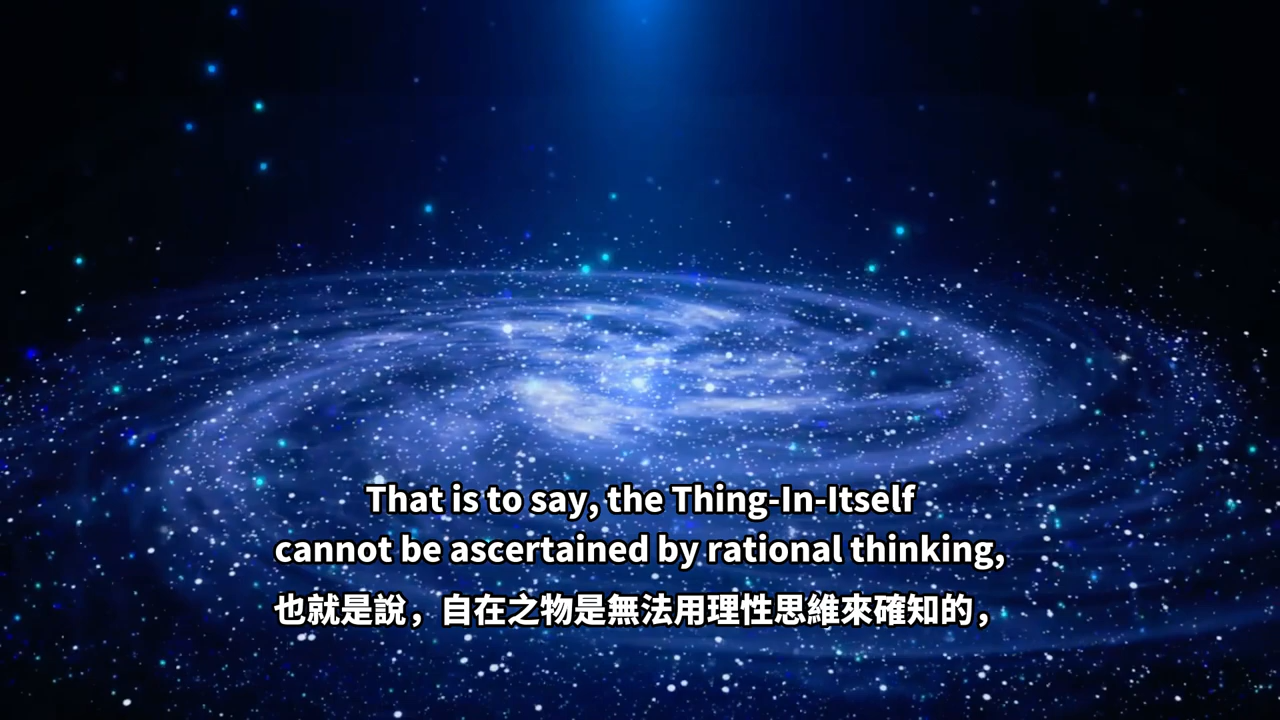 That is to say, the Thing-In-Itself
cannot be ascertained by rational thinking,
也就是說，自在之物是無法用理性思維來確知的，